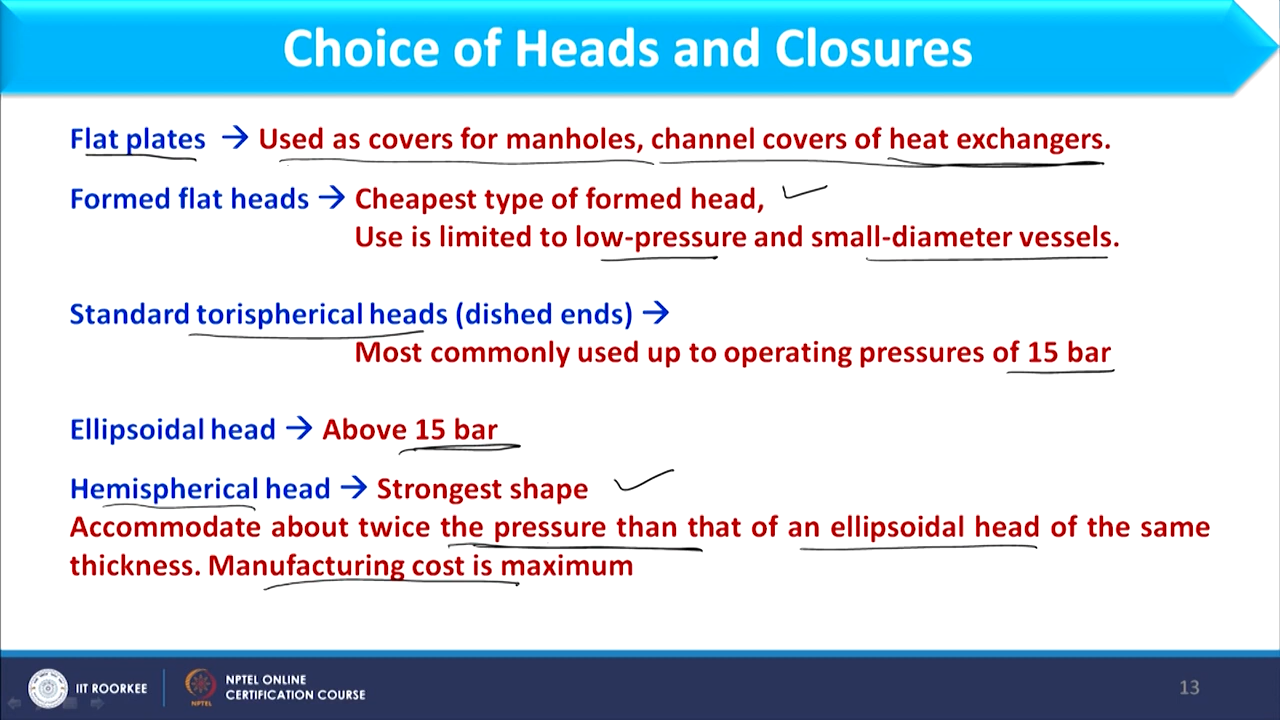 Choice of Heads and Closures
Flat plates → Used as covers for manholes, channel covers of heat exchangers.
Formed flat heads → Cheapest type of formed head,
Use is limited to low-pressure and small-diameter vessels.
Standard torispherical heads (dished ends) →
Most commonly used up to operating pressures of 15 bar
Ellipsoidal head → Above 15 bar
Hemispherical head → Strongest shape
Accommodate about twice the pressure than that of an ellipsoidal head of the same
thickness. Manufacturing cost is maximum
IIT ROORKEE
NPTEL
NPTEL ONLINE
CERTIFICATION COURSE
13